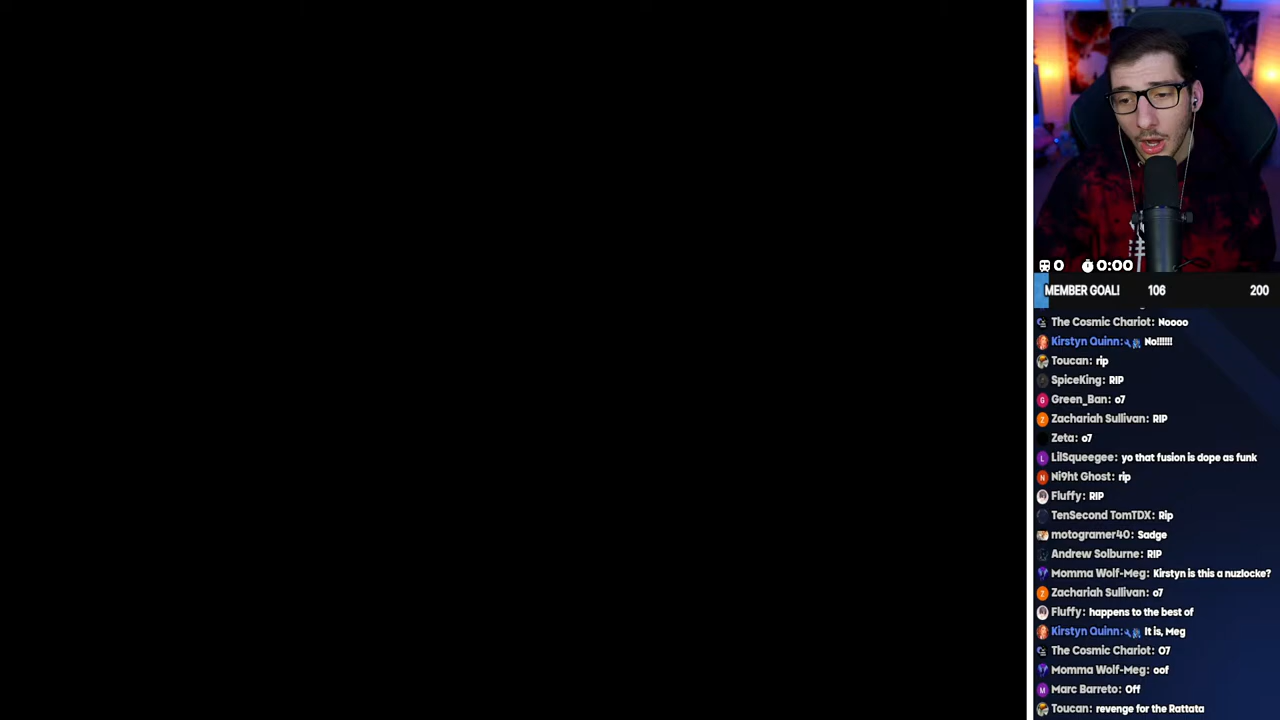 0 0:00
MEMBER GOAL! 106 200
The Cosmic Chariot: Noooo
Kirstyn Quinn: No!!!!!!
Toucan: rip
SpiceKing: RIP
G Green_Ban: o7
Z Zachariah Sullivan: RIP
Zeta: o7
L LilSqueegee: yo that fusion is dope as funk
N Ni9ht Ghost: rip
Fluffy: RIP
TenSecond TomTDX: Rip
motogramer40: Sadge
Andrew Solburne: RIP
Momma Wolf-Meg: Kirstyn is this a nuzlocke?
Z Zachariah Sullivan: o7
Fluffy: happens to the best of
Kirstyn Quinn: It is, Meg
The Cosmic Chariot: O7
Momma Wolf-Meg: oof
M Marc Barreto: Off
Toucan: revenge for the Rattata